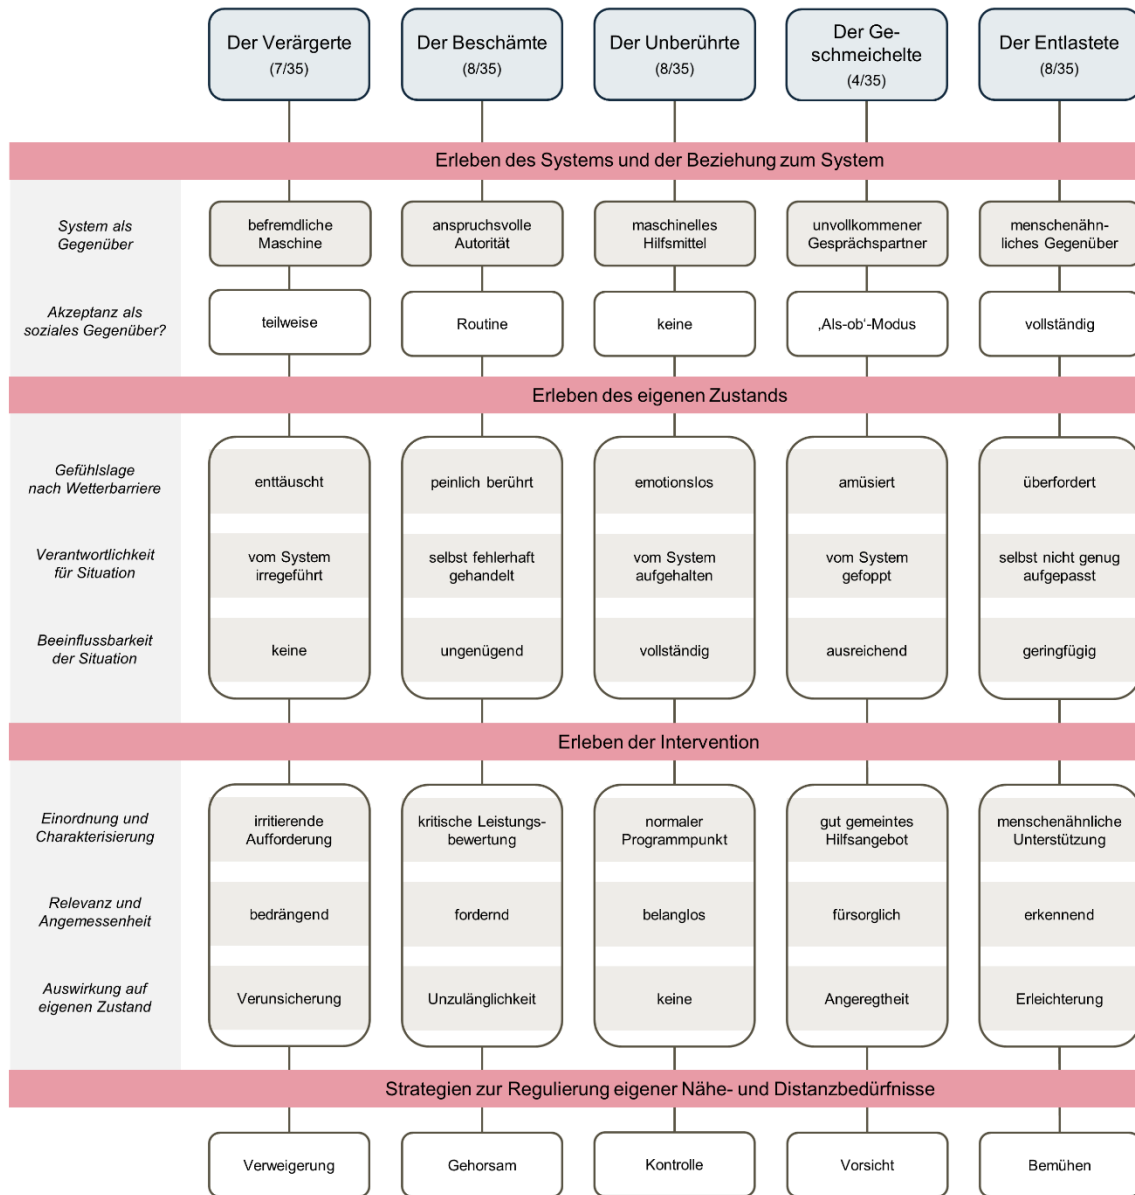 Der Verärgerte
(7/35)
Der Beschämte
(8/35)
Der Unberührte
(8/35)
Der Ge-
schmeichelte
(4/35)
Der Entlastete
(8/35)
Erleben des Systems und der Beziehung zum System
System als
Gegenüber
befremdliche
Maschine
anspruchsvolle
Autorität
maschinelles
Hilfsmittel
unvollkommener
Gesprächspartner
menschenähn-
liches Gegenüber
Akzeptanz als
soziales Gegenüber?
teilweise
Routine
keine
‚Als-ob‘-Modus
vollständig
Erleben des eigenen Zustands
Gefühlslage
nach Wetterbarriere
enttäuscht
peinlich berührt
emotionslos
amüsiert
überfordert
Verantwortlichkeit
für Situation
vom System
irregeführt
selbst fehlerhaft
gehandelt
vom System
aufgehalten
vom System
gefoppt
selbst nicht genug
aufgepasst
Beeinflussbarkeit
der Situation
keine
ungenügend
vollständig
ausreichend
geringfügig
Erleben der Intervention
Einordnung und
Charakterisierung
irritierende
Aufforderung
kritische Leistungs-
bewertung
normaler
Programmpunkt
gut gemeintes
Hilfsangebot
menschenähnliche
Unterstützung
Relevanz und
Angemessenheit
bedrängend
fordernd
belanglos
fürsorglich
erkennend
Auswirkung auf
eigenen Zustand
Verunsicherung
Unzulänglichkeit
keine
Angeregtheit
Erleichterung
Strategien zur Regulierung eigener Nähe- und Distanzbedürfnisse
Verweigerung
Gehorsam
Kontrolle
Vorsicht
Bemühen